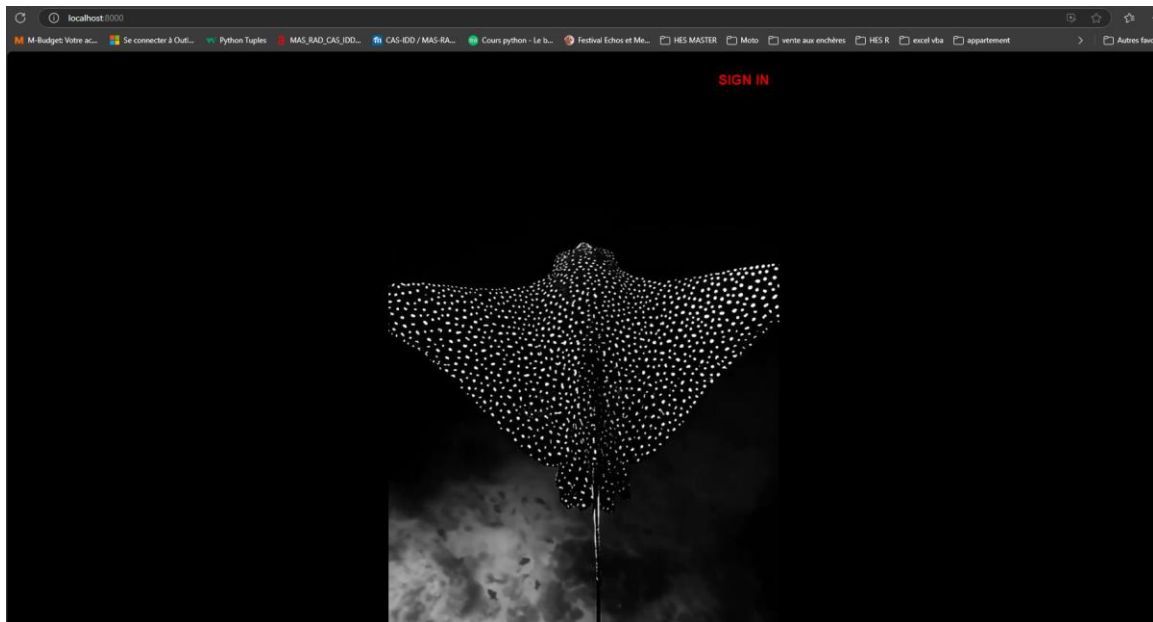 localhost:8000
M-Budget: Votre ac... Se connecter à Outl... Python Tuples MAS_RAD_CAS_IDD... CAS-IDD / MAS-RA... Cours python - Le b... Festival Echos et Me... HES MASTER Moto vente aux enchères HES R excel vba appartement Autres favo
SIGN IN